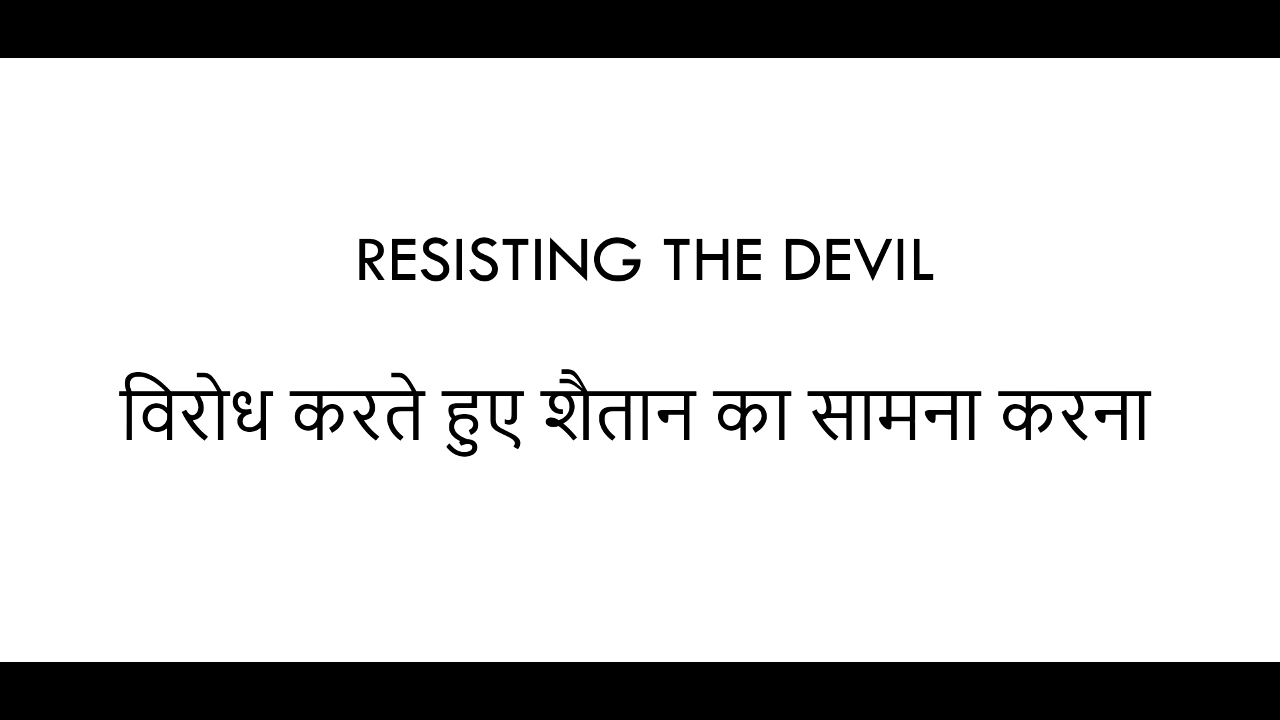 RESISTING THE DEVIL
विरोध करते हुए शैतान का सामना करना